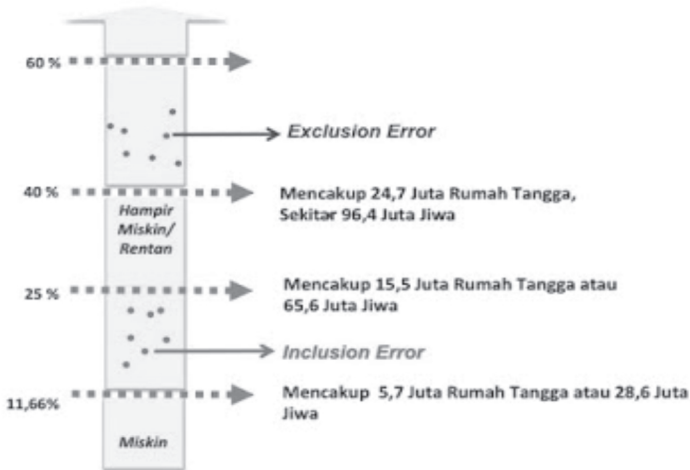 60 %
Exclusion Error
40 %
Mencakup 24,7 Juta Rumah Tangga,
Sekitar 96,4 Juta Jiwa
Hampir
Miskin/
Rentan
25 %
Mencakup 15,5 Juta Rumah Tangga atau
65,6 Juta Jiwa
Inclusion Error
11,66%
Mencakup 5,7 Juta Rumah Tangga atau 28,6 Juta
Jiwa
Miskin